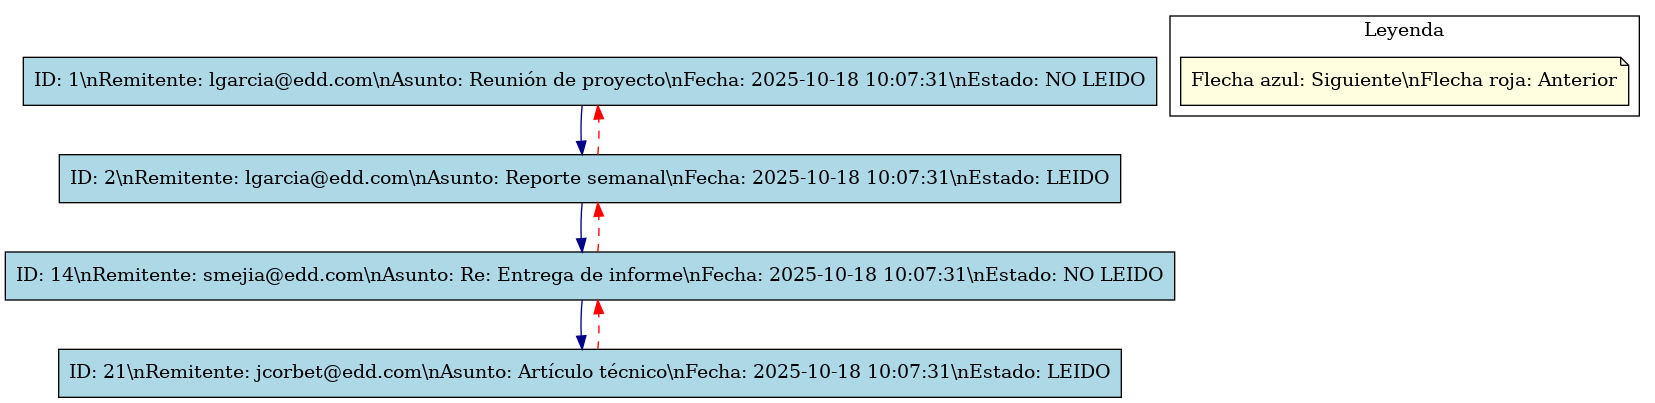 Leyenda
ID: 1\nRemitente: lgarcia@edd.com\nAsunto: Reunión de proyecto\nFecha: 2025-10-18 10:07:31\nEstado: NO LEIDO
Flecha azul: Siguiente\nFlecha roja: Anterior
ID: 2\nRemitente: lgarcia@edd.com\nAsunto: Reporte semanal\nFecha: 2025-10-18 10:07:31\nEstado: LEIDO
ID: 14\nRemitente: smejia@edd.com\nAsunto: Re: Entrega de informe\nFecha: 2025-10-18 10:07:31\nEstado: NO LEIDO
ID: 21\nRemitente: jcorbet@edd.com\nAsunto: Artículo técnico\nFecha: 2025-10-18 10:07:31\nEstado: LEIDO